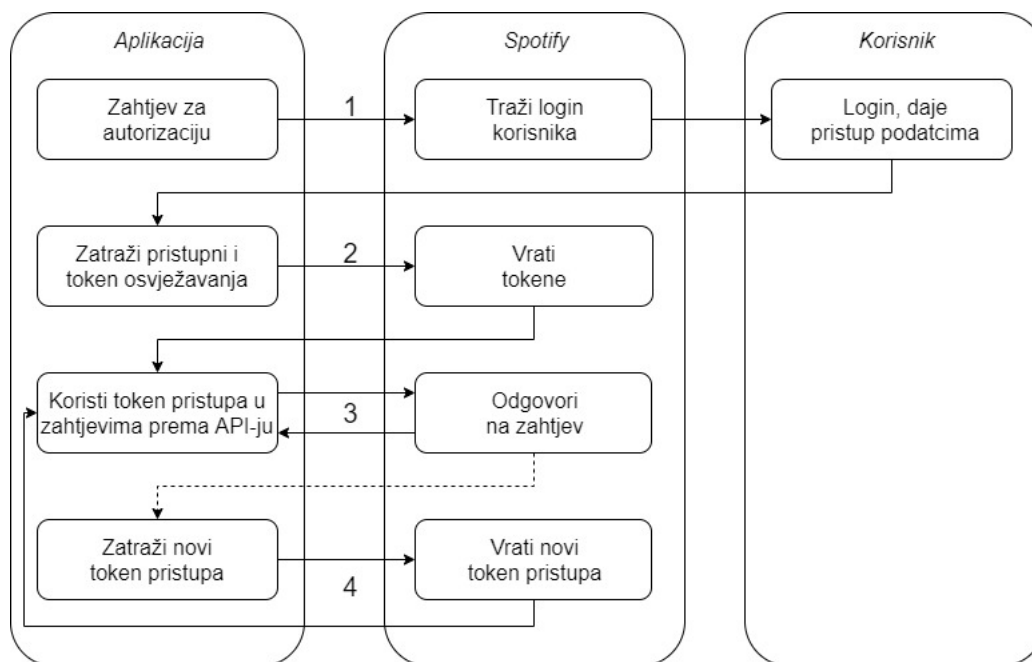 Aplikacija
Spotify
Korisnik
Zahtjev za
autorizaciju
1
Traži login
korisnika
Login, daje
pristup podatcima
Zatraži pristupni i
token osvježavanja
2
Vrati
tokene
Koristi token pristupa u
zahtjevima prema API-ju
3
Odgovori
na zahtjev
Zatraži novi
token pristupa
4
Vrati novi
token pristupa